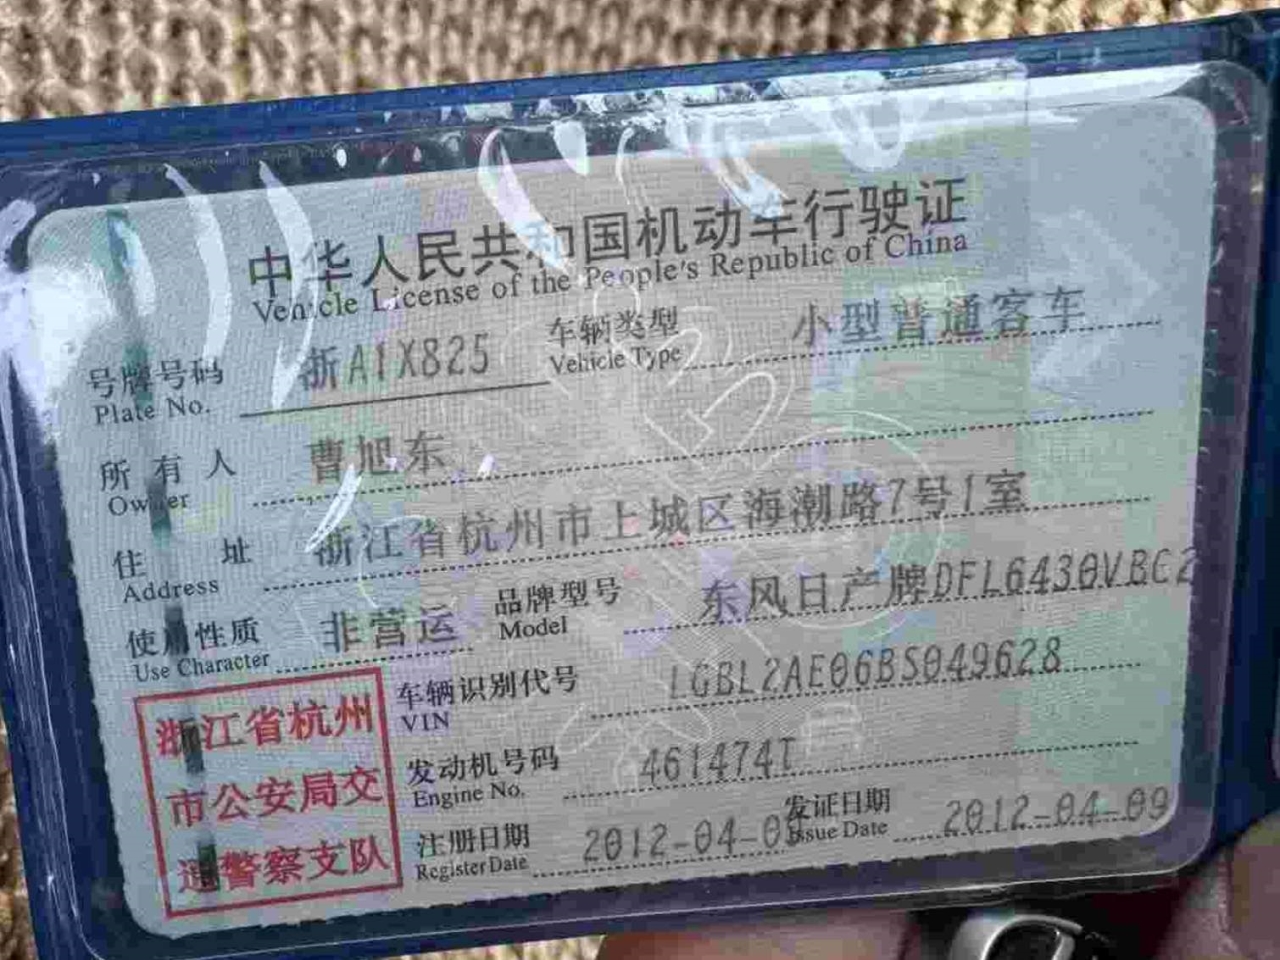 中华人民共和国机动车行驶证
Vehicle License of the People's Republic of China
号牌号码 浙A1X825 车辆类型 小型普通客车
Plate No. Vehicle Type
所有人 曹旭东
Owner
住址 浙江省杭州市上城区海潮路7号1室
Address
使用性质 非营运 品牌型号 东风日产牌DFL6430VBC2
Use Character Model
浙江省杭州
市公安局交
通警察支队
车辆识别代号 LGBL2AE06BS049628
VIN
发动机号码 461474T
Engine No.
注册日期 2012-04-0 发证日期 2012-04-09
Register Date Issue Date